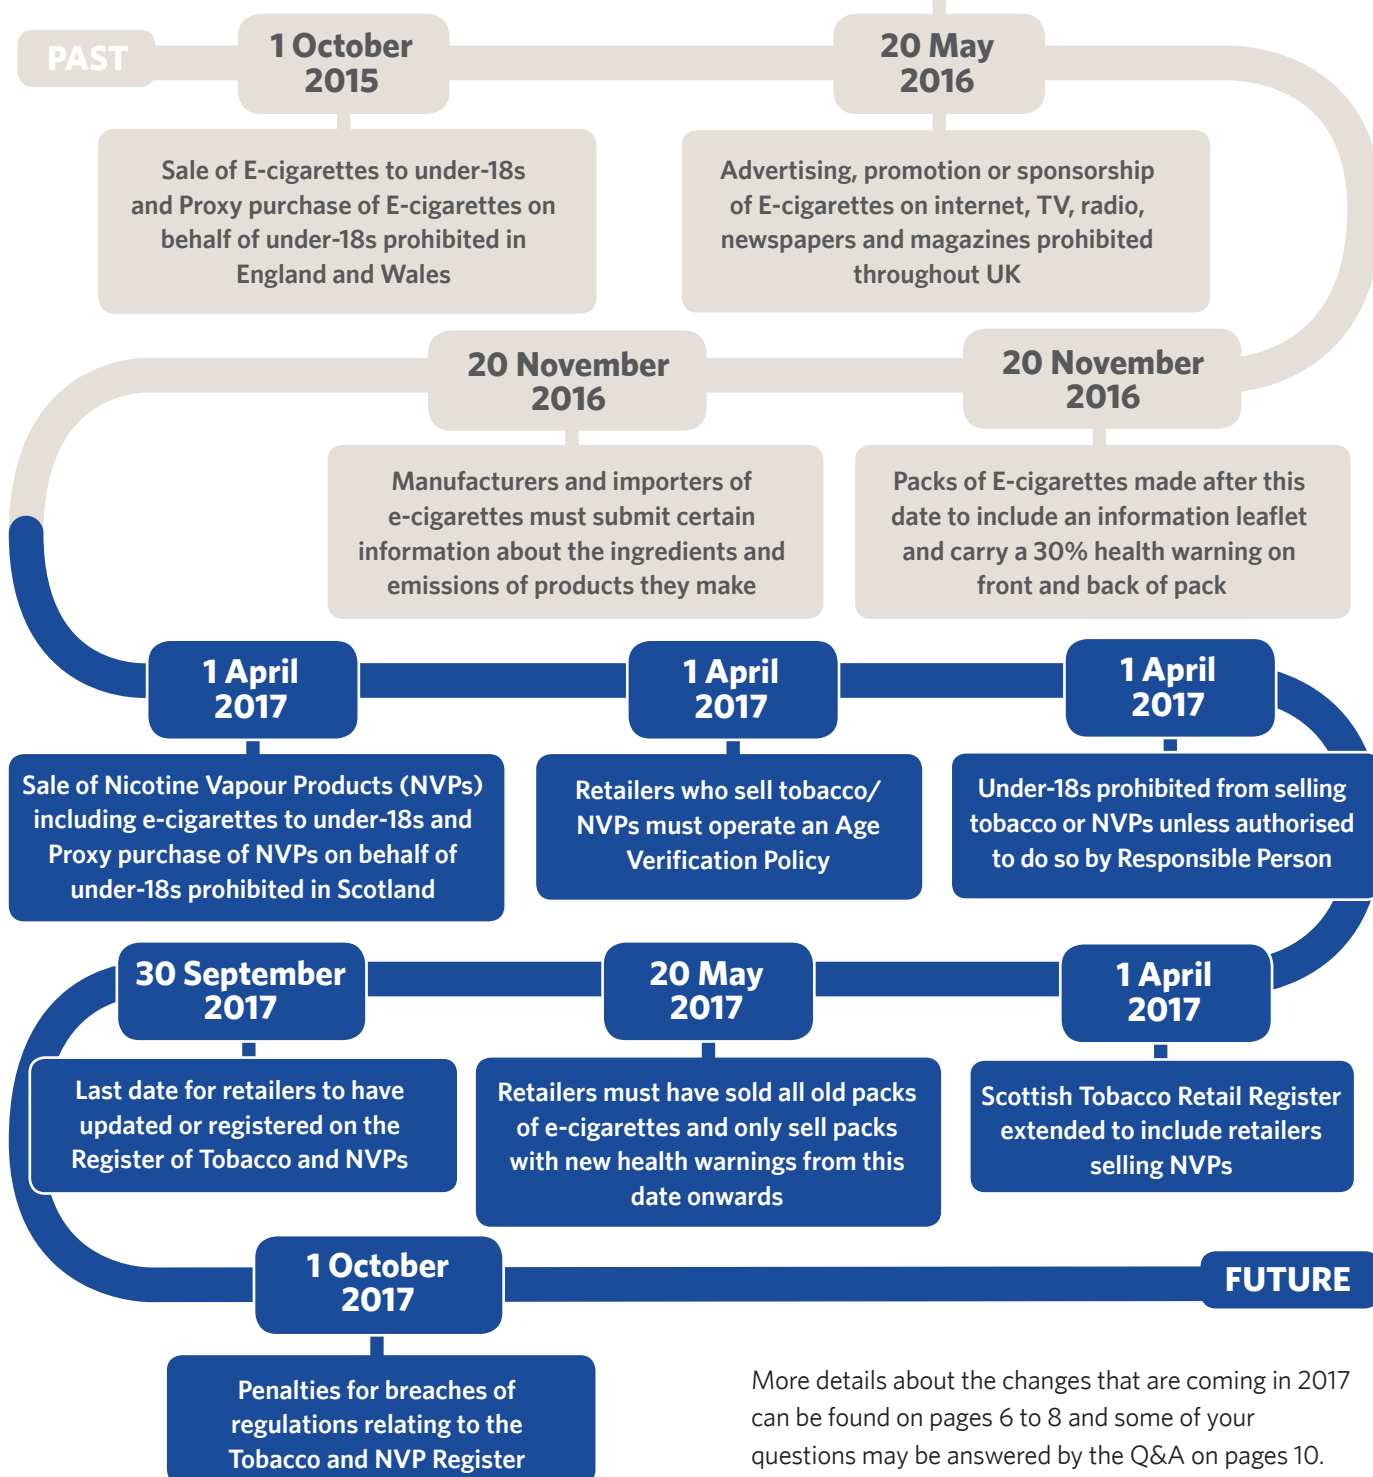 PAST
1 October
2015
Sale of E-cigarettes to under-18s
and Proxy purchase of E-cigarettes on
behalf of under-18s prohibited in
England and Wales
20 May
2016
Advertising, promotion or sponsorship
of E-cigarettes on internet, TV, radio,
newspapers and magazines prohibited
throughout UK
20 November
2016
Packs of E-cigarettes made after this
date to include an information leaflet
and carry a 30% health warning on
front and back of pack
20 November
2016
Manufacturers and importers of
e-cigarettes must submit certain
information about the ingredients and
emissions of products they make
1 April
2017
Sale of Nicotine Vapour Products (NVPs)
including e-cigarettes to under-18s and
Proxy purchase of NVPs on behalf of
under-18s prohibited in Scotland
1 April
2017
Retailers who sell tobacco/
NVPs must operate an Age
Verification Policy
1 April
2017
Under-18s prohibited from selling
tobacco or NVPs unless authorised
to do so by Responsible Person
1 April
2017
Scottish Tobacco Retail Register
extended to include retailers
selling NVPs
20 May
2017
Retailers must have sold all old packs
of e-cigarettes and only sell packs
with new health warnings from this
date onwards
30 September
2017
Last date for retailers to have
updated or registered on the
Register of Tobacco and NVPs
1 October
2017
Penalties for breaches of
regulations relating to the
Tobacco and NVP Register
FUTURE
More details about the changes that are coming in 2017
can be found on pages 6 to 8 and some of your
questions may be answered by the Q&A on pages 10.